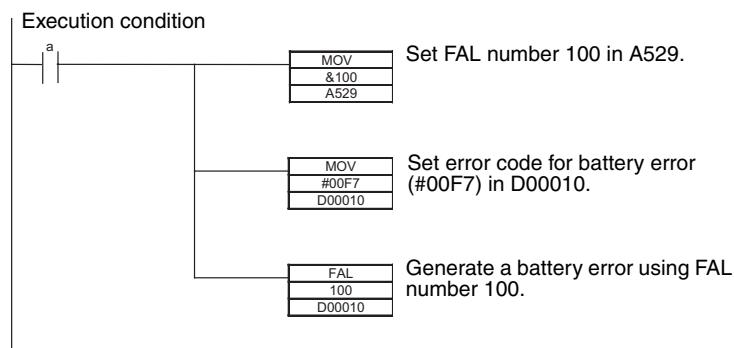 Execution condition
a
MOV
&100
A529
Set FAL number 100 in A529.
MOV
#00F7
D00010
Set error code for battery error
(#00F7) in D00010.
FAL
100
D00010
Generate a battery error using FAL
number 100.